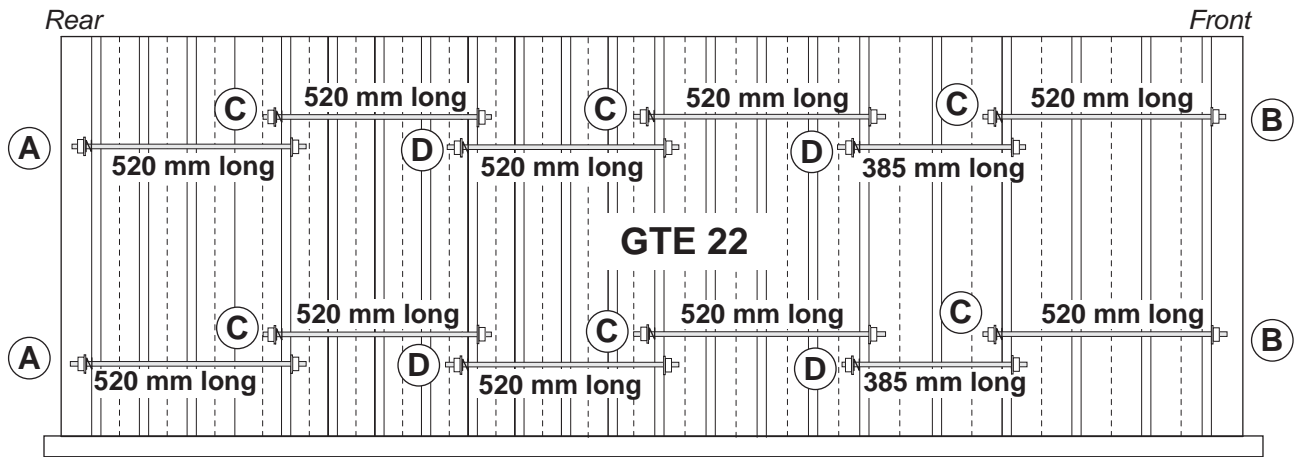 Rear Front
C 520 mm long C 520 mm long C 520 mm long B
A 520 mm long D 520 mm long D 385 mm long
GTE 22
C 520 mm long C 520 mm long C 520 mm long B
A 520 mm long D 520 mm long D 385 mm long